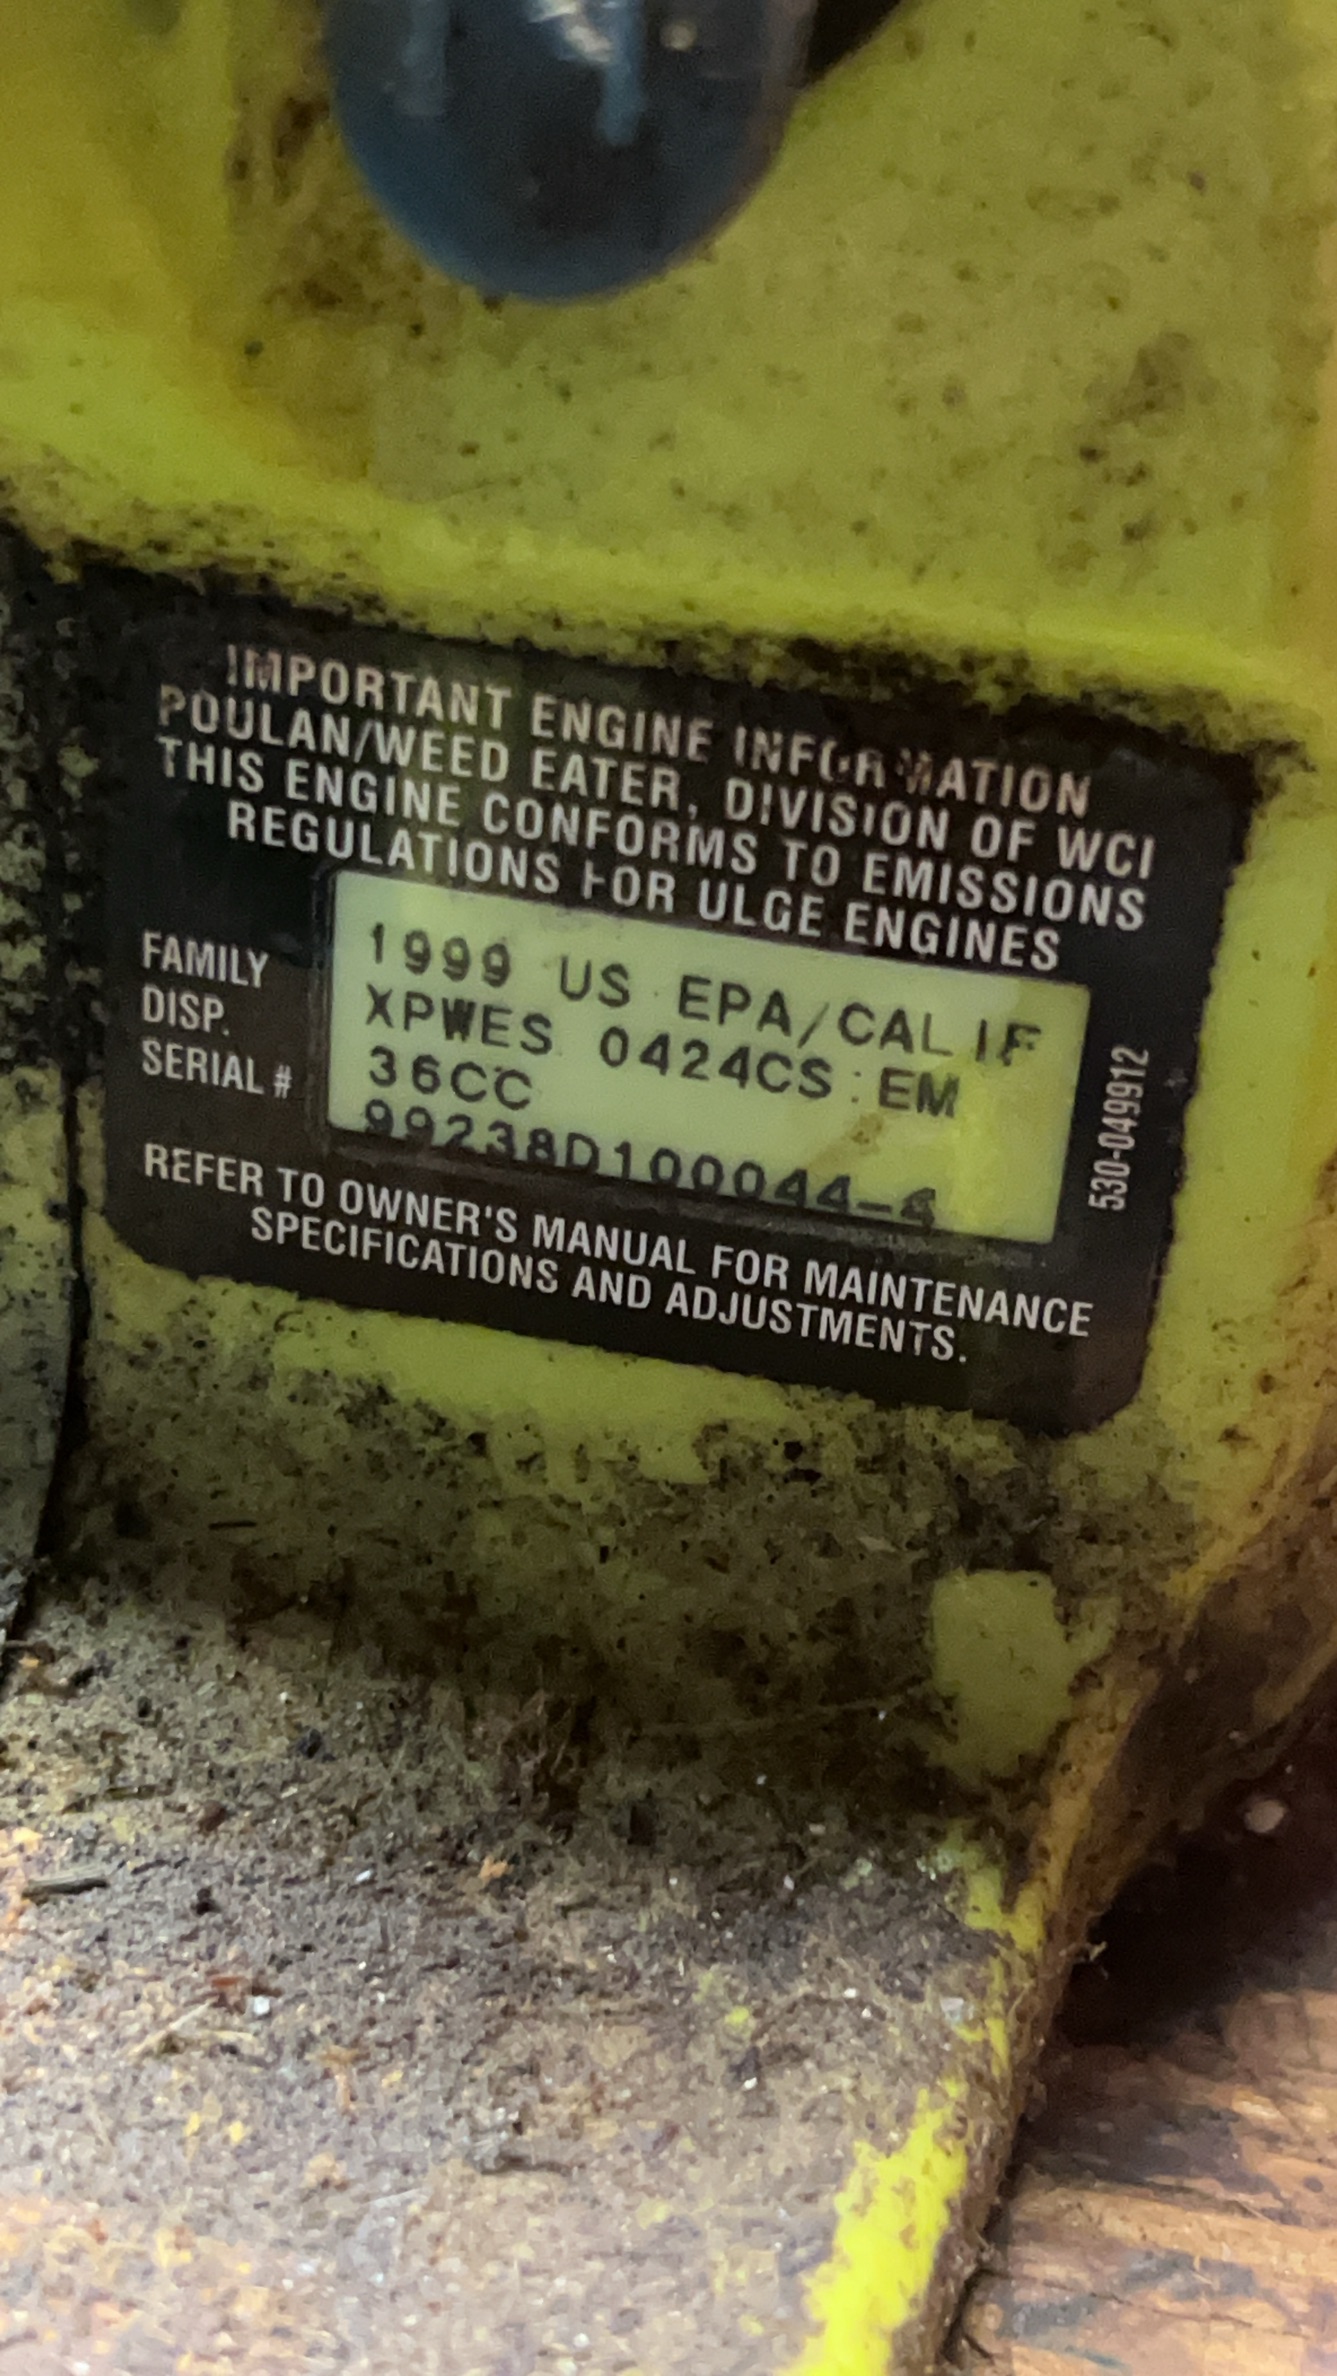 IMPORTANT ENGINE INFORMATION
POULAN/WEED EATER, DIVISION OF WCI
THIS ENGINE CONFORMS TO EMISSIONS
REGULATIONS FOR ULGE ENGINES
1999 US EPA/CALIF
FAMILY XPWES 0424CS:EM
DISP. 36CC
SERIAL # 99238D100044-4
530-049912
REFER TO OWNER'S MANUAL FOR MAINTENANCE
SPECIFICATIONS AND ADJUSTMENTS.